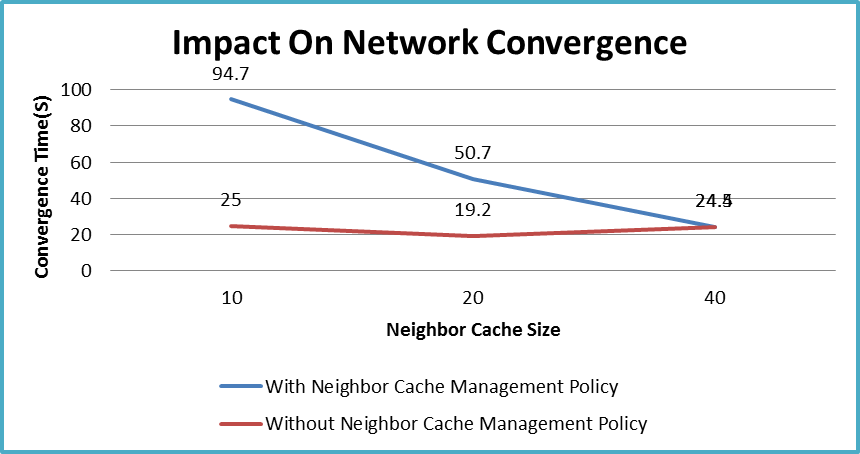 Impact On Network Convergence
94.7
100
80
60
40
20
0
50.7
25
19.2
10
20
40
Convergence Time(S)
Neighbor Cache Size
With Neighbor Cache Management Policy
Without Neighbor Cache Management Policy